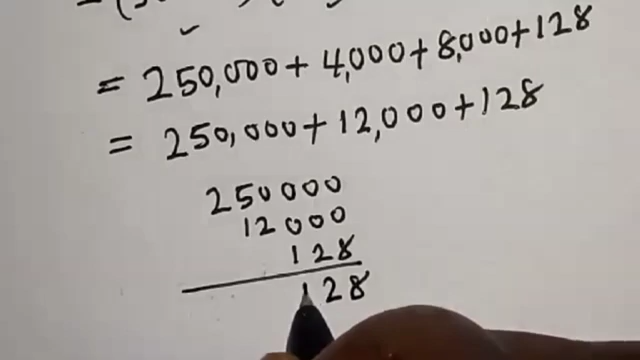 = 250,000 + 4,000 + 8,000 + 128
= 250,000 + 12,000 + 128
250000
12000
128
128